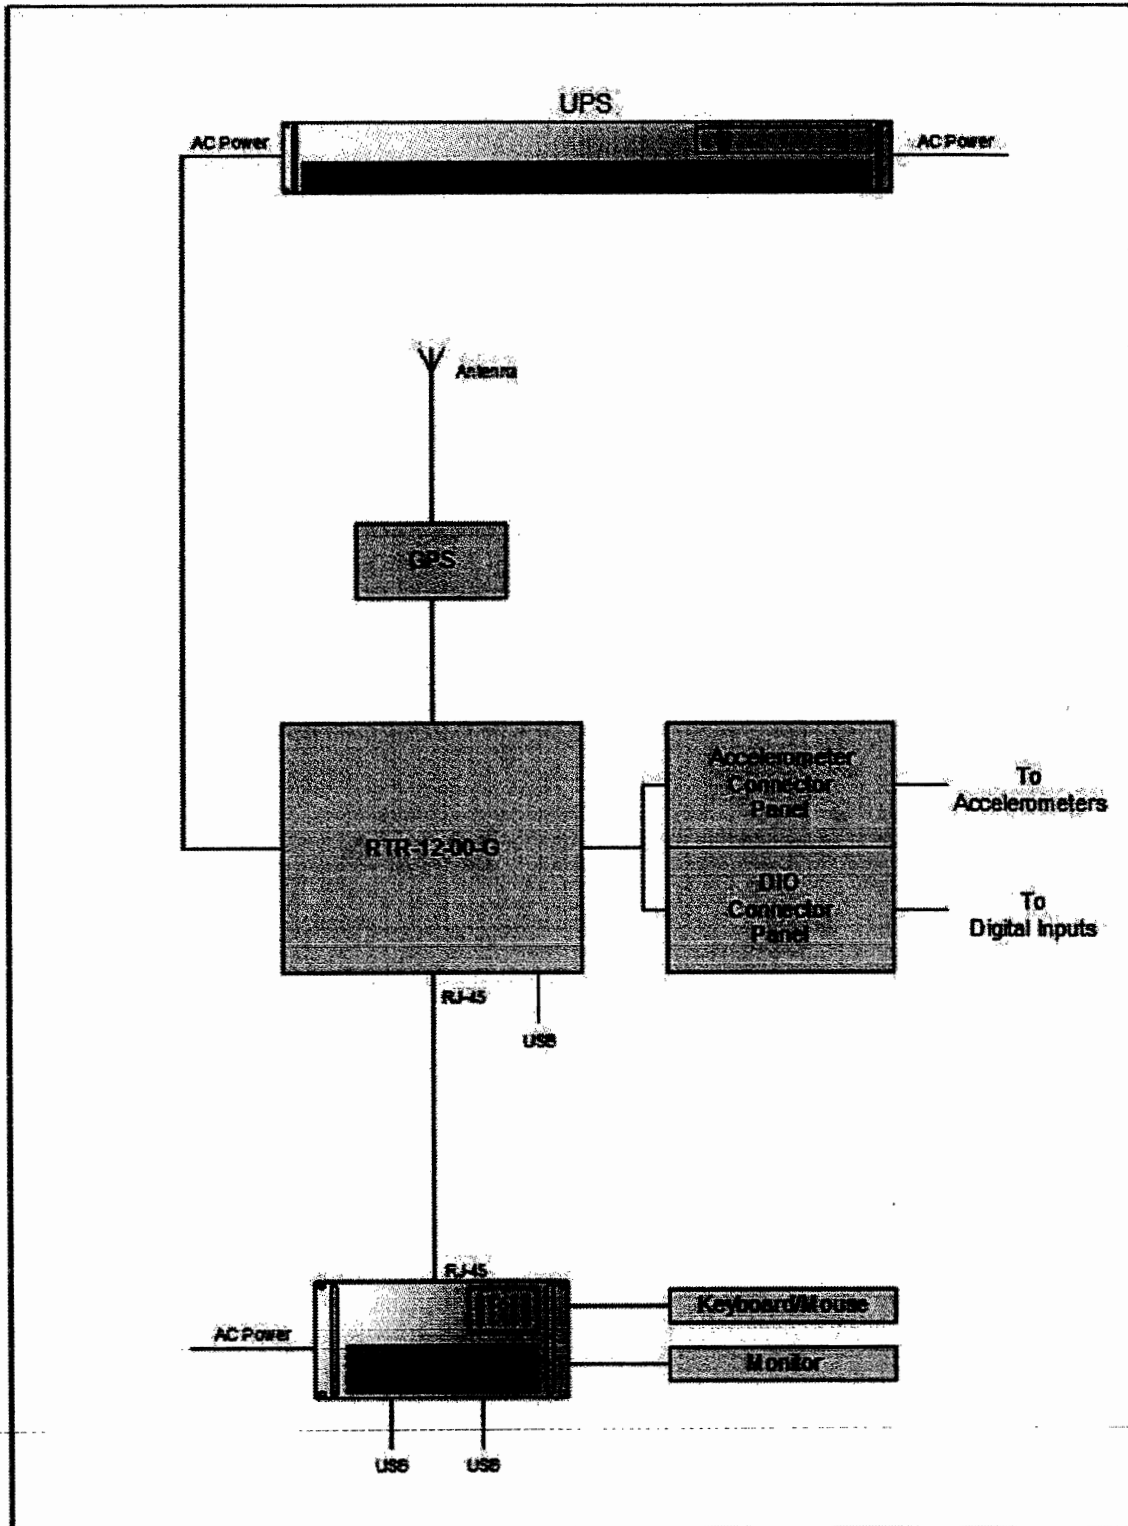 UPS
AC Power
AC Power
Antenna
GPS
Accelerometer
Connector
Panel
To
Accelerometers
RTR-12-00-G
DIO
Connector
Panel
To
Digital Inputs
RJ-45
USB
RJ-45
Keyboard/Mouse
AC Power
Monitor
USB
USB